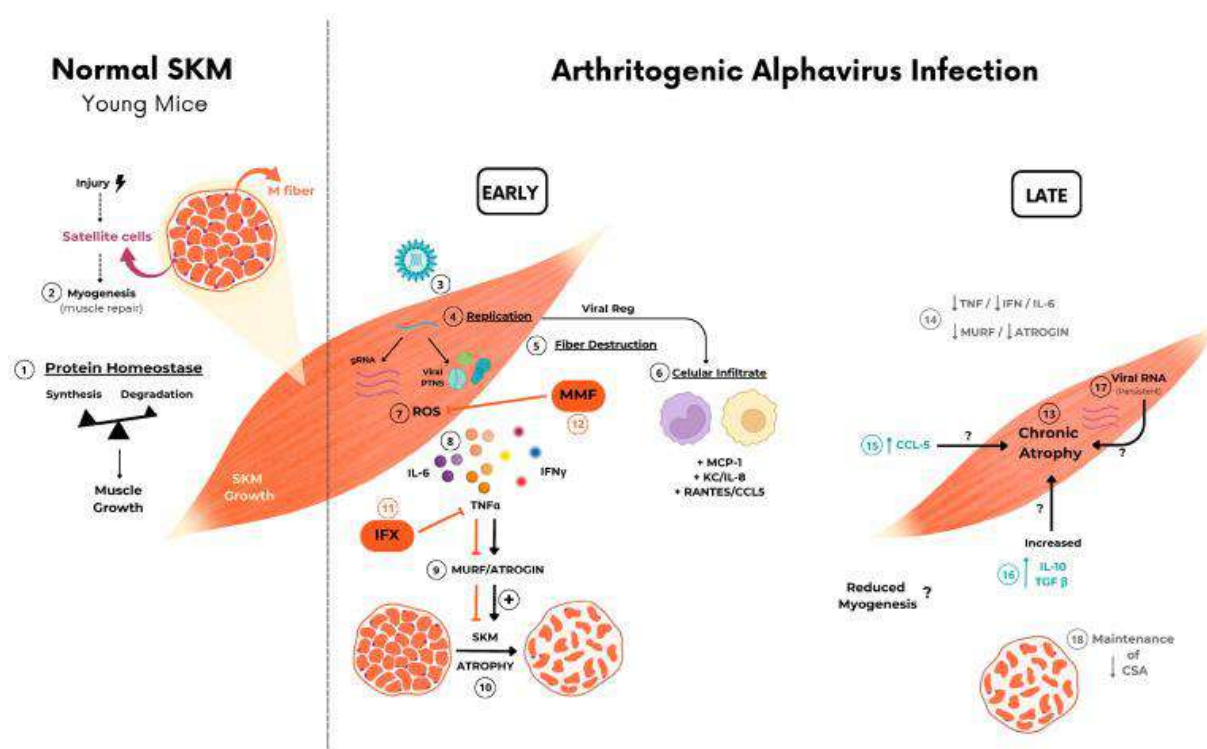 Normal SKM
Young Mice
Injury
M fiber
Satellite cells
2 Myogenesis
(muscle repair)
1 Protein Homeostase
Synthesis Degradation
Muscle
Growth
SKM
Growth
Arthritogenic Alphavirus Infection
EARLY
3
4 Replication
Viral Reg
5 Fiber Destruction
gRNA
Viral
PTNS
6 Celular Infiltrate
7 ROS
MMF
12
8
IL-6
IFNγ
+ MCP-1
+ KC/IL-8
+ RANTES/CCL5
TNFα
11
IFX
9 MURF/ATROGIN
+
SKM
ATROPHY
10
LATE
14
↓TNF / ↓IFN / IL-6
↓MURF / ↓ATROGIN
17 Viral RNA
(Persistent)
13
Chronic
Atrophy
15 ↑ CCL-5
?
?
?
Increased
16 ↑ IL-10
TGF β
Reduced
Myogenesis ?
18 Maintenance
of
↓ CSA